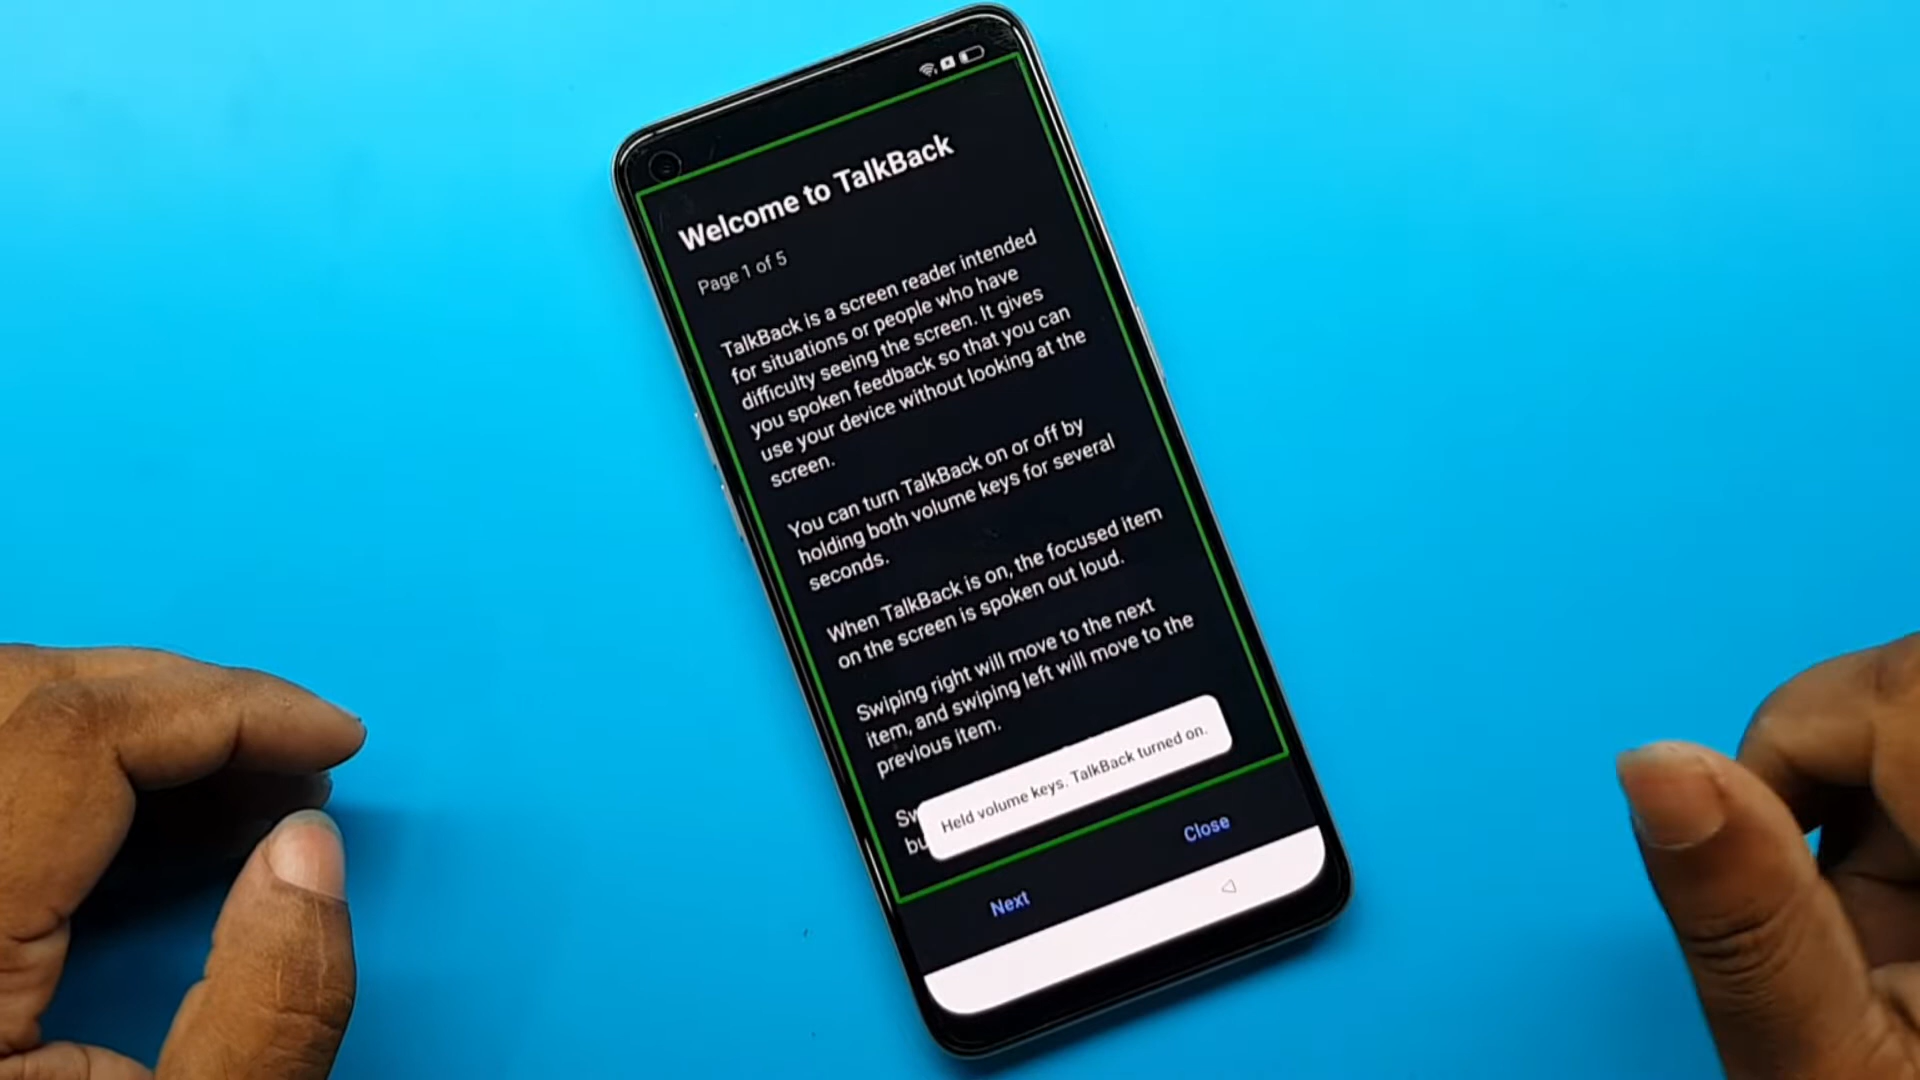 Welcome to TalkBack
Page 1 of 5
TalkBack is a screen reader intended
for situations or people who have
difficulty seeing the screen. It gives
you spoken feedback so that you can
use your device without looking at the
screen.
You can turn TalkBack on or off by
holding both volume keys for several
seconds.
When TalkBack is on, the focused item
on the screen is spoken out loud.
Swiping right will move to the next
item, and swiping left will move to the
previous item.
Held volume keys. TalkBack turned on.
Close
Next